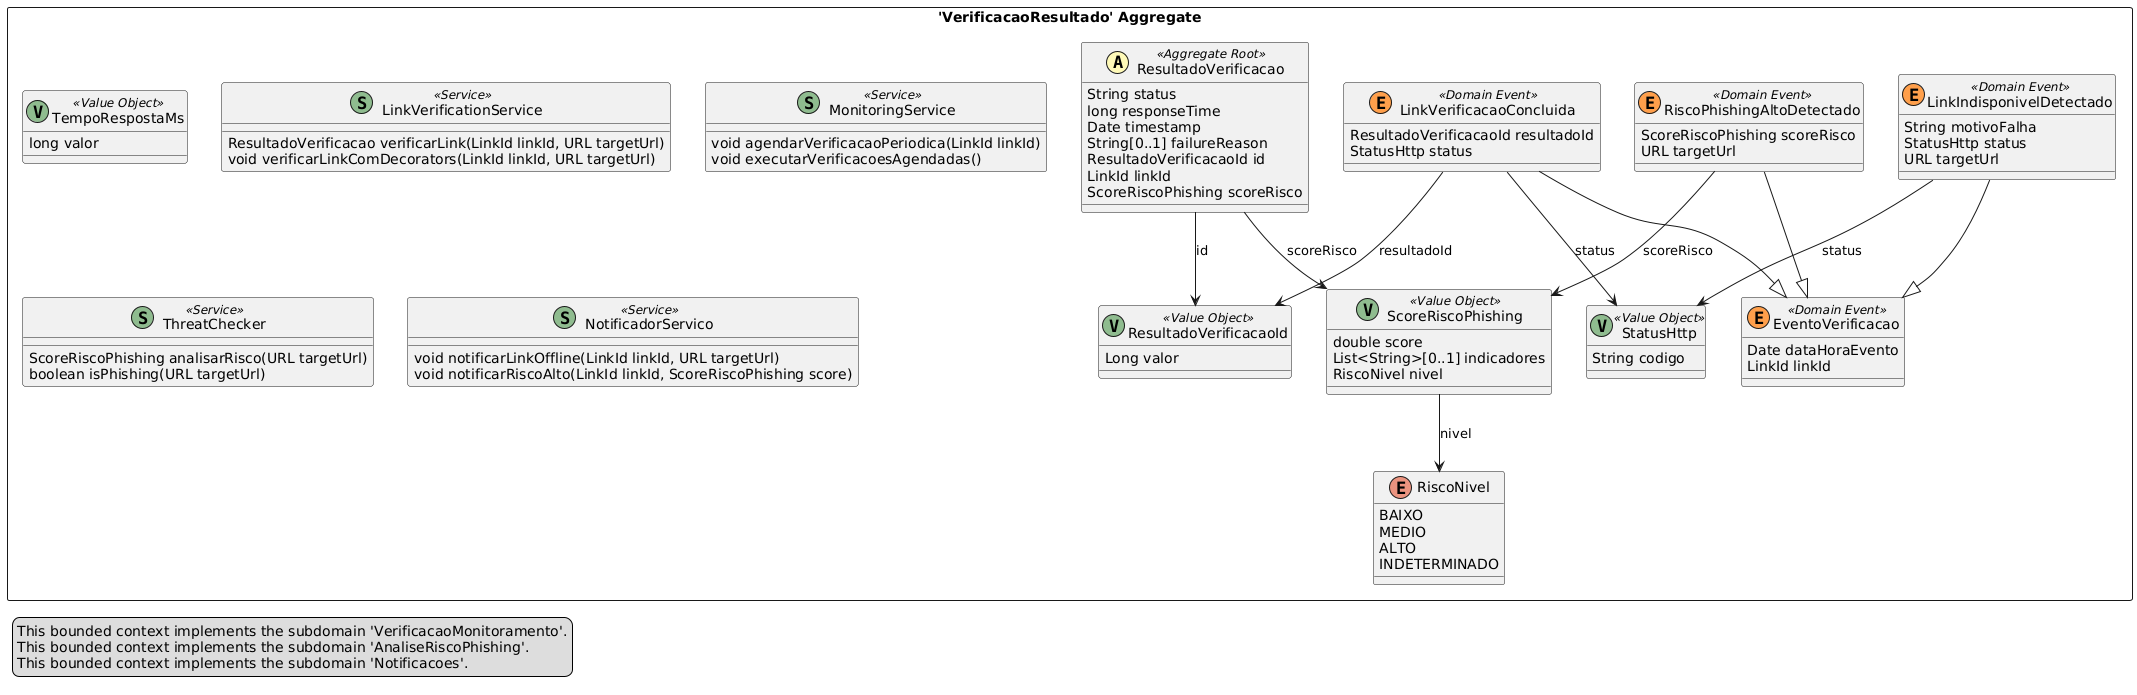 'VerificacaoResultado' Aggregate
V
«Value Object»
TempoRespostaMs
long valor
S
«Service»
LinkVerificationService
ResultadoVerificacao verificarLink(LinkId linkId, URL targetUrl)
void verificarLinkComDecorators(LinkId linkId, URL targetUrl)
S
«Service»
MonitoringService
void agendarVerificacaoPeriodica(LinkId linkId)
void executarVerificacoesAgendadas()
A
«Aggregate Root»
ResultadoVerificacao
String status
long responseTime
Date timestamp
String[0..1] failureReason
ResultadoVerificacaoId id
LinkId linkId
ScoreRiscoPhishing scoreRisco
E
«Domain Event»
LinkVerificacaoConcluida
ResultadoVerificacaoId resultadoId
StatusHttp status
E
«Domain Event»
RiscoPhishingAltoDetectado
ScoreRiscoPhishing scoreRisco
URL targetUrl
E
«Domain Event»
LinkIndisponivelDetectado
String motivoFalha
StatusHttp status
URL targetUrl
id
scoreRisco
resultadoId
status
scoreRisco
status
S
«Service»
ThreatChecker
ScoreRiscoPhishing analisarRisco(URL targetUrl)
boolean isPhishing(URL targetUrl)
S
«Service»
NotificadorServico
void notificarLinkOffline(LinkId linkId, URL targetUrl)
void notificarRiscoAlto(LinkId linkId, ScoreRiscoPhishing score)
V
«Value Object»
ResultadoVerificacaoId
Long valor
V
«Value Object»
ScoreRiscoPhishing
double score
List<String>[0..1] indicadores
RiscoNivel nivel
V
«Value Object»
StatusHttp
String codigo
E
«Domain Event»
EventoVerificacao
Date dataHoraEvento
LinkId linkId
nivel
E
RiscoNivel
BAIXO
MEDIO
ALTO
INDETERMINADO
This bounded context implements the subdomain 'VerificacaoMonitoramento'.
This bounded context implements the subdomain 'AnaliseRiscoPhishing'.
This bounded context implements the subdomain 'Notificacoes'.